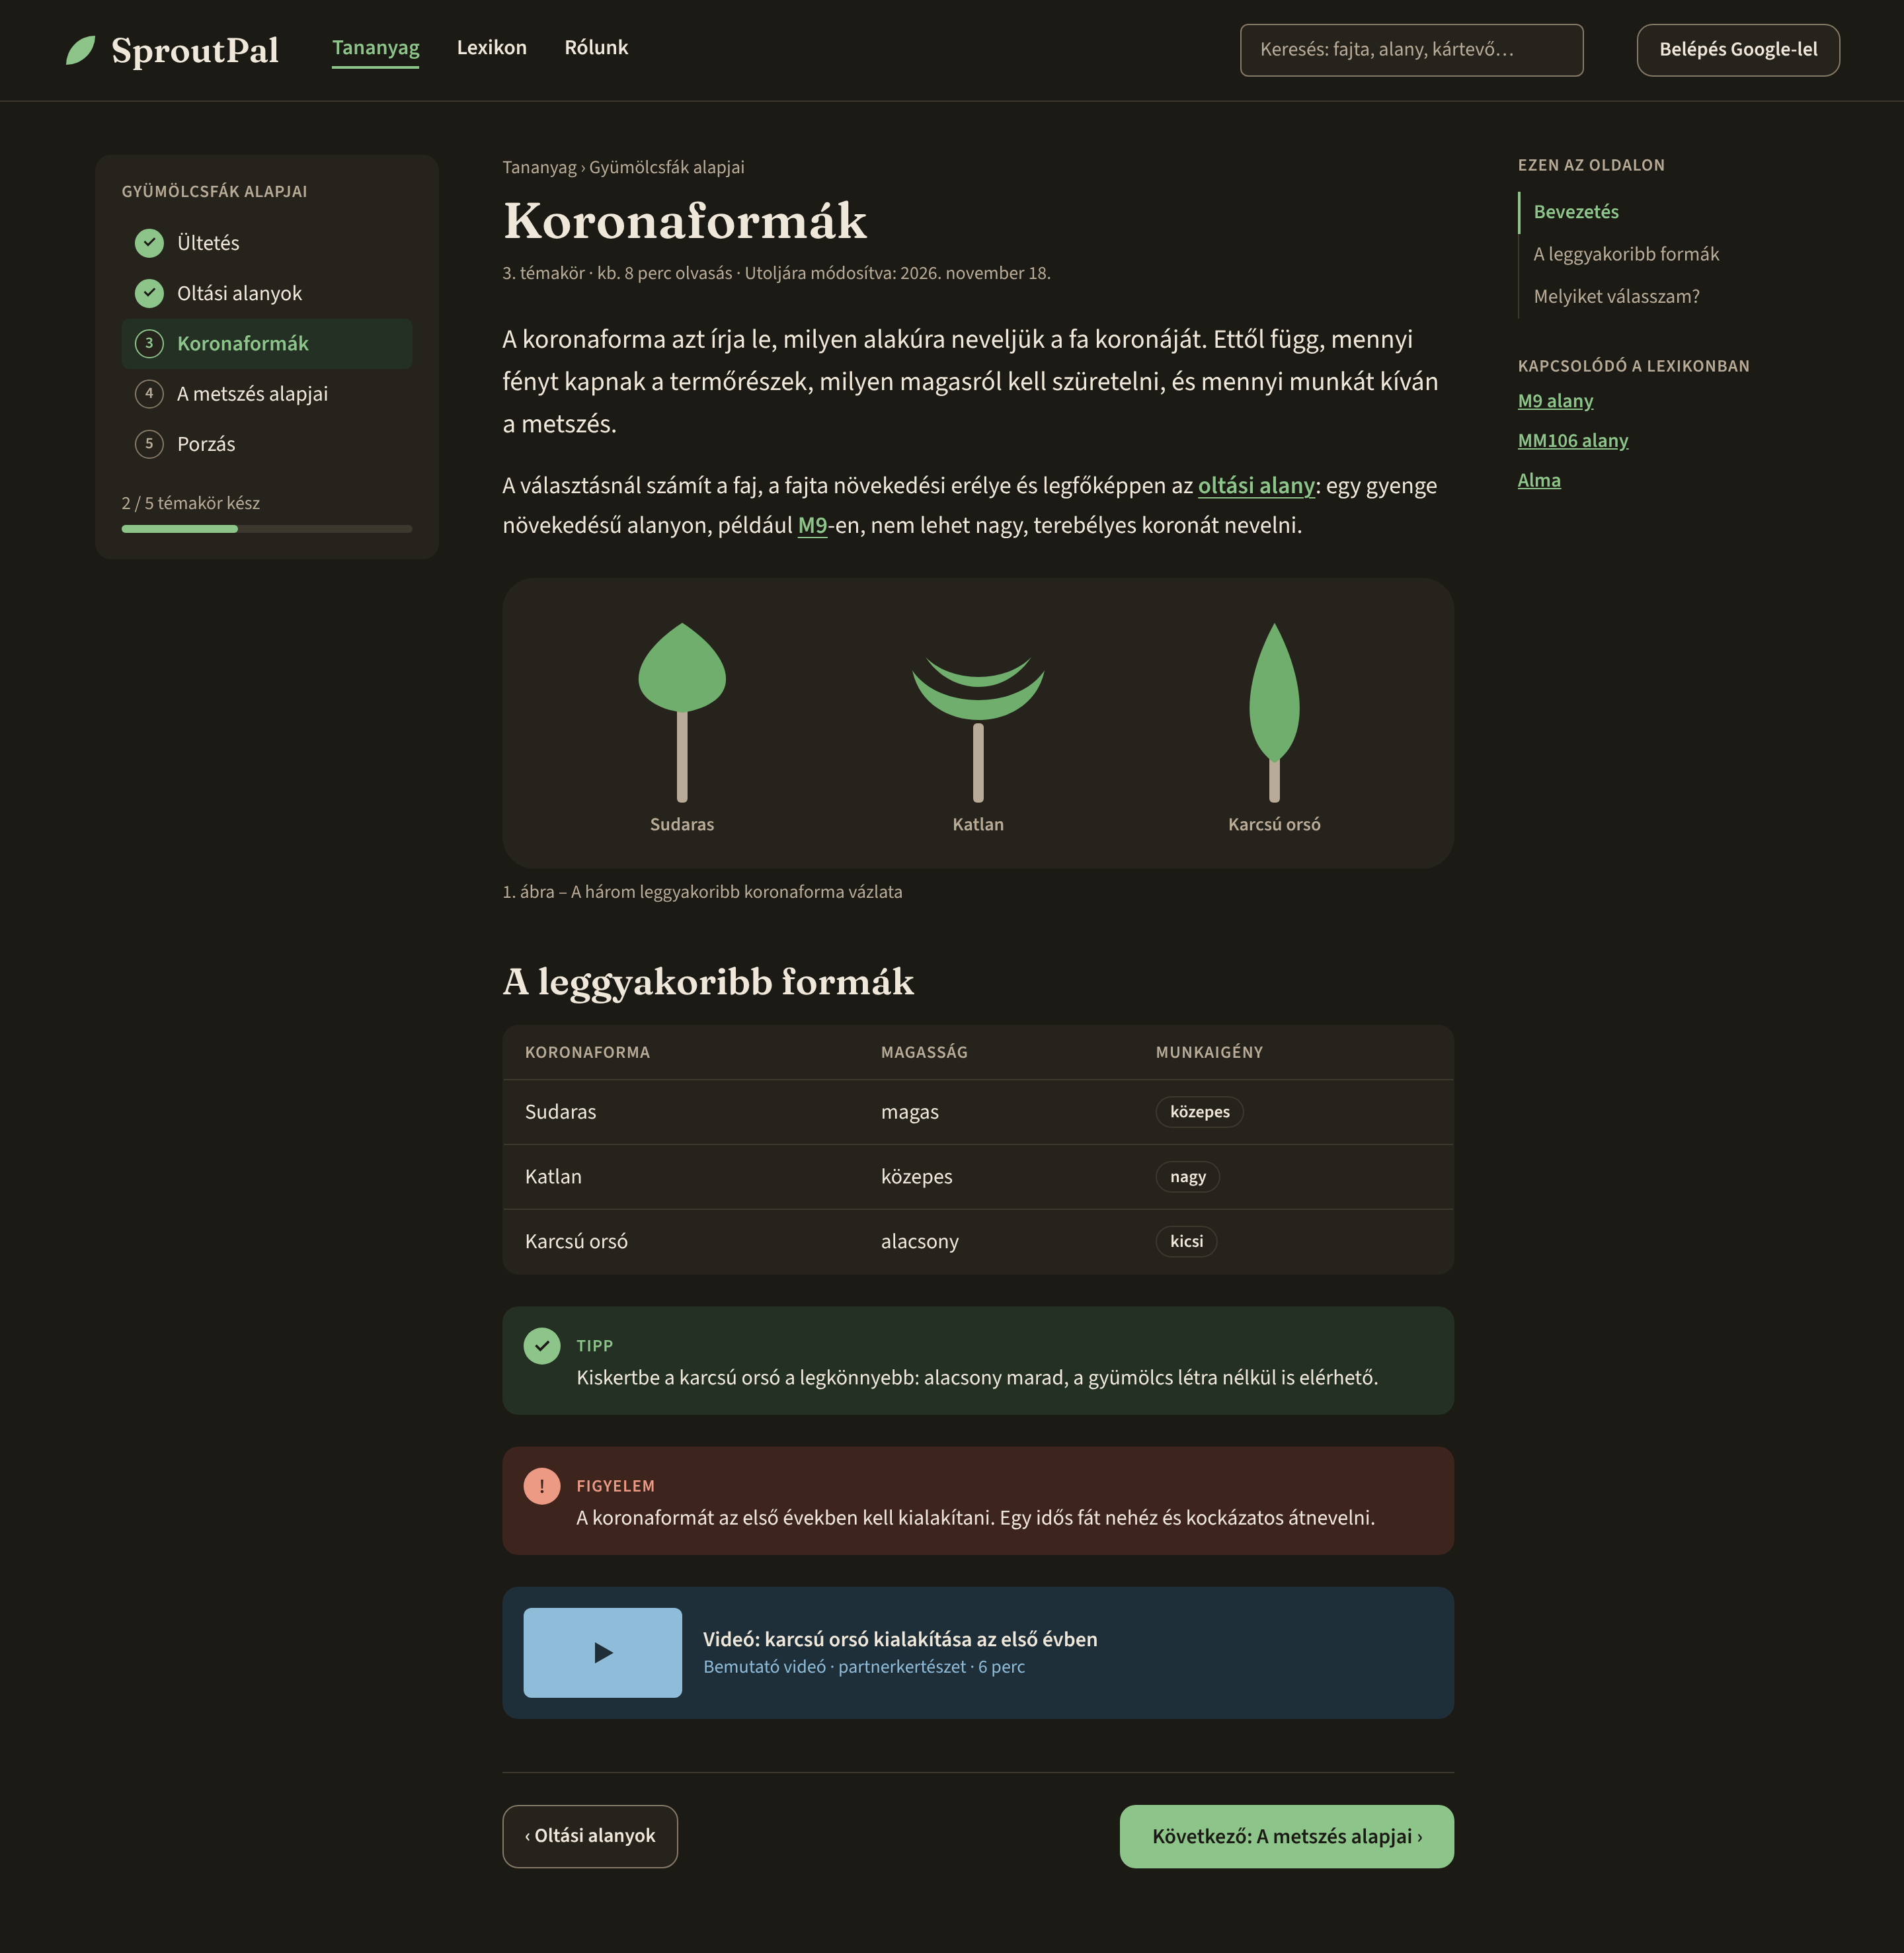 SproutPal
Tananyag
Lexikon
Rólunk
Keresés: fajta, alany, kártevő…
Belépés Google-lel
GYÜMÖLCSFÁK ALAPJAI
Ültetés
Oltási alanyok
3 Koronaformák
4 A metszés alapjai
5 Porzás
2 / 5 témakör kész
Tananyag › Gyümölcsfák alapjai
Koronaformák
3. témakör · kb. 8 perc olvasás · Utoljára módosítva: 2026. november 18.
A koronaforma azt írja le, milyen alakúra neveljük a fa koronáját. Ettől függ, mennyi
fényt kapnak a termőrészek, milyen magasról kell szüretelni, és mennyi munkát kíván
a metszés.
A választásnál számít a faj, a fajta növekedési erélye és legfőképpen az oltási alany: egy gyenge
növekedésű alanyon, például M9-en, nem lehet nagy, terebélyes koronát nevelni.
Sudaras
Katlan
Karcsú orsó
1. ábra – A három leggyakoribb koronaforma vázlata
A leggyakoribb formák
KORONAFORMA MAGASSÁG MUNKAIGÉNY
Sudaras magas közepes
Katlan közepes nagy
Karcsú orsó alacsony kicsi
TIPP
Kiskertbe a karcsú orsó a legkönnyebb: alacsony marad, a gyümölcs létra nélkül is elérhető.
!
FIGYELEM
A koronaformát az első években kell kialakítani. Egy idős fát nehéz és kockázatos átnevelni.
Videó: karcsú orsó kialakítása az első évben
Bemutató videó · partnerkertészet · 6 perc
‹ Oltási alanyok
Következő: A metszés alapjai ›
EZEN AZ OLDALON
Bevezetés
A leggyakoribb formák
Melyiket válasszam?
KAPCSOLÓDÓ A LEXIKONBAN
M9 alany
MM106 alany
Alma